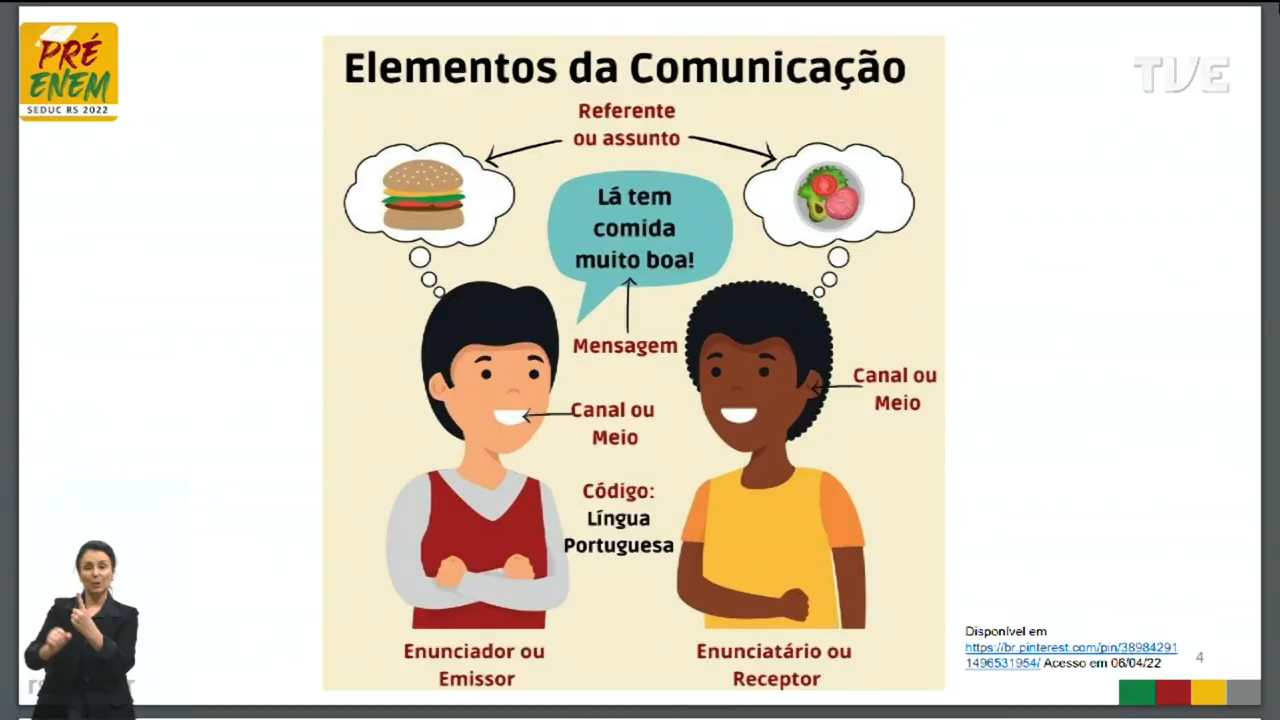 PRÉ
ENEM
SEDUC RS 2022
TVE
Elementos da Comunicação
Referente
ou assunto
Lá tem
comida
muito boa!
Mensagem
Canal ou
Meio
Canal ou
Meio
Código:
Língua
Portuguesa
Enunciador ou
Emissor
Enunciatário ou
Receptor
Disponível em
https://br.pinterest.com/pin/38984291
1496531954/ Acesso em 06/04/22
4